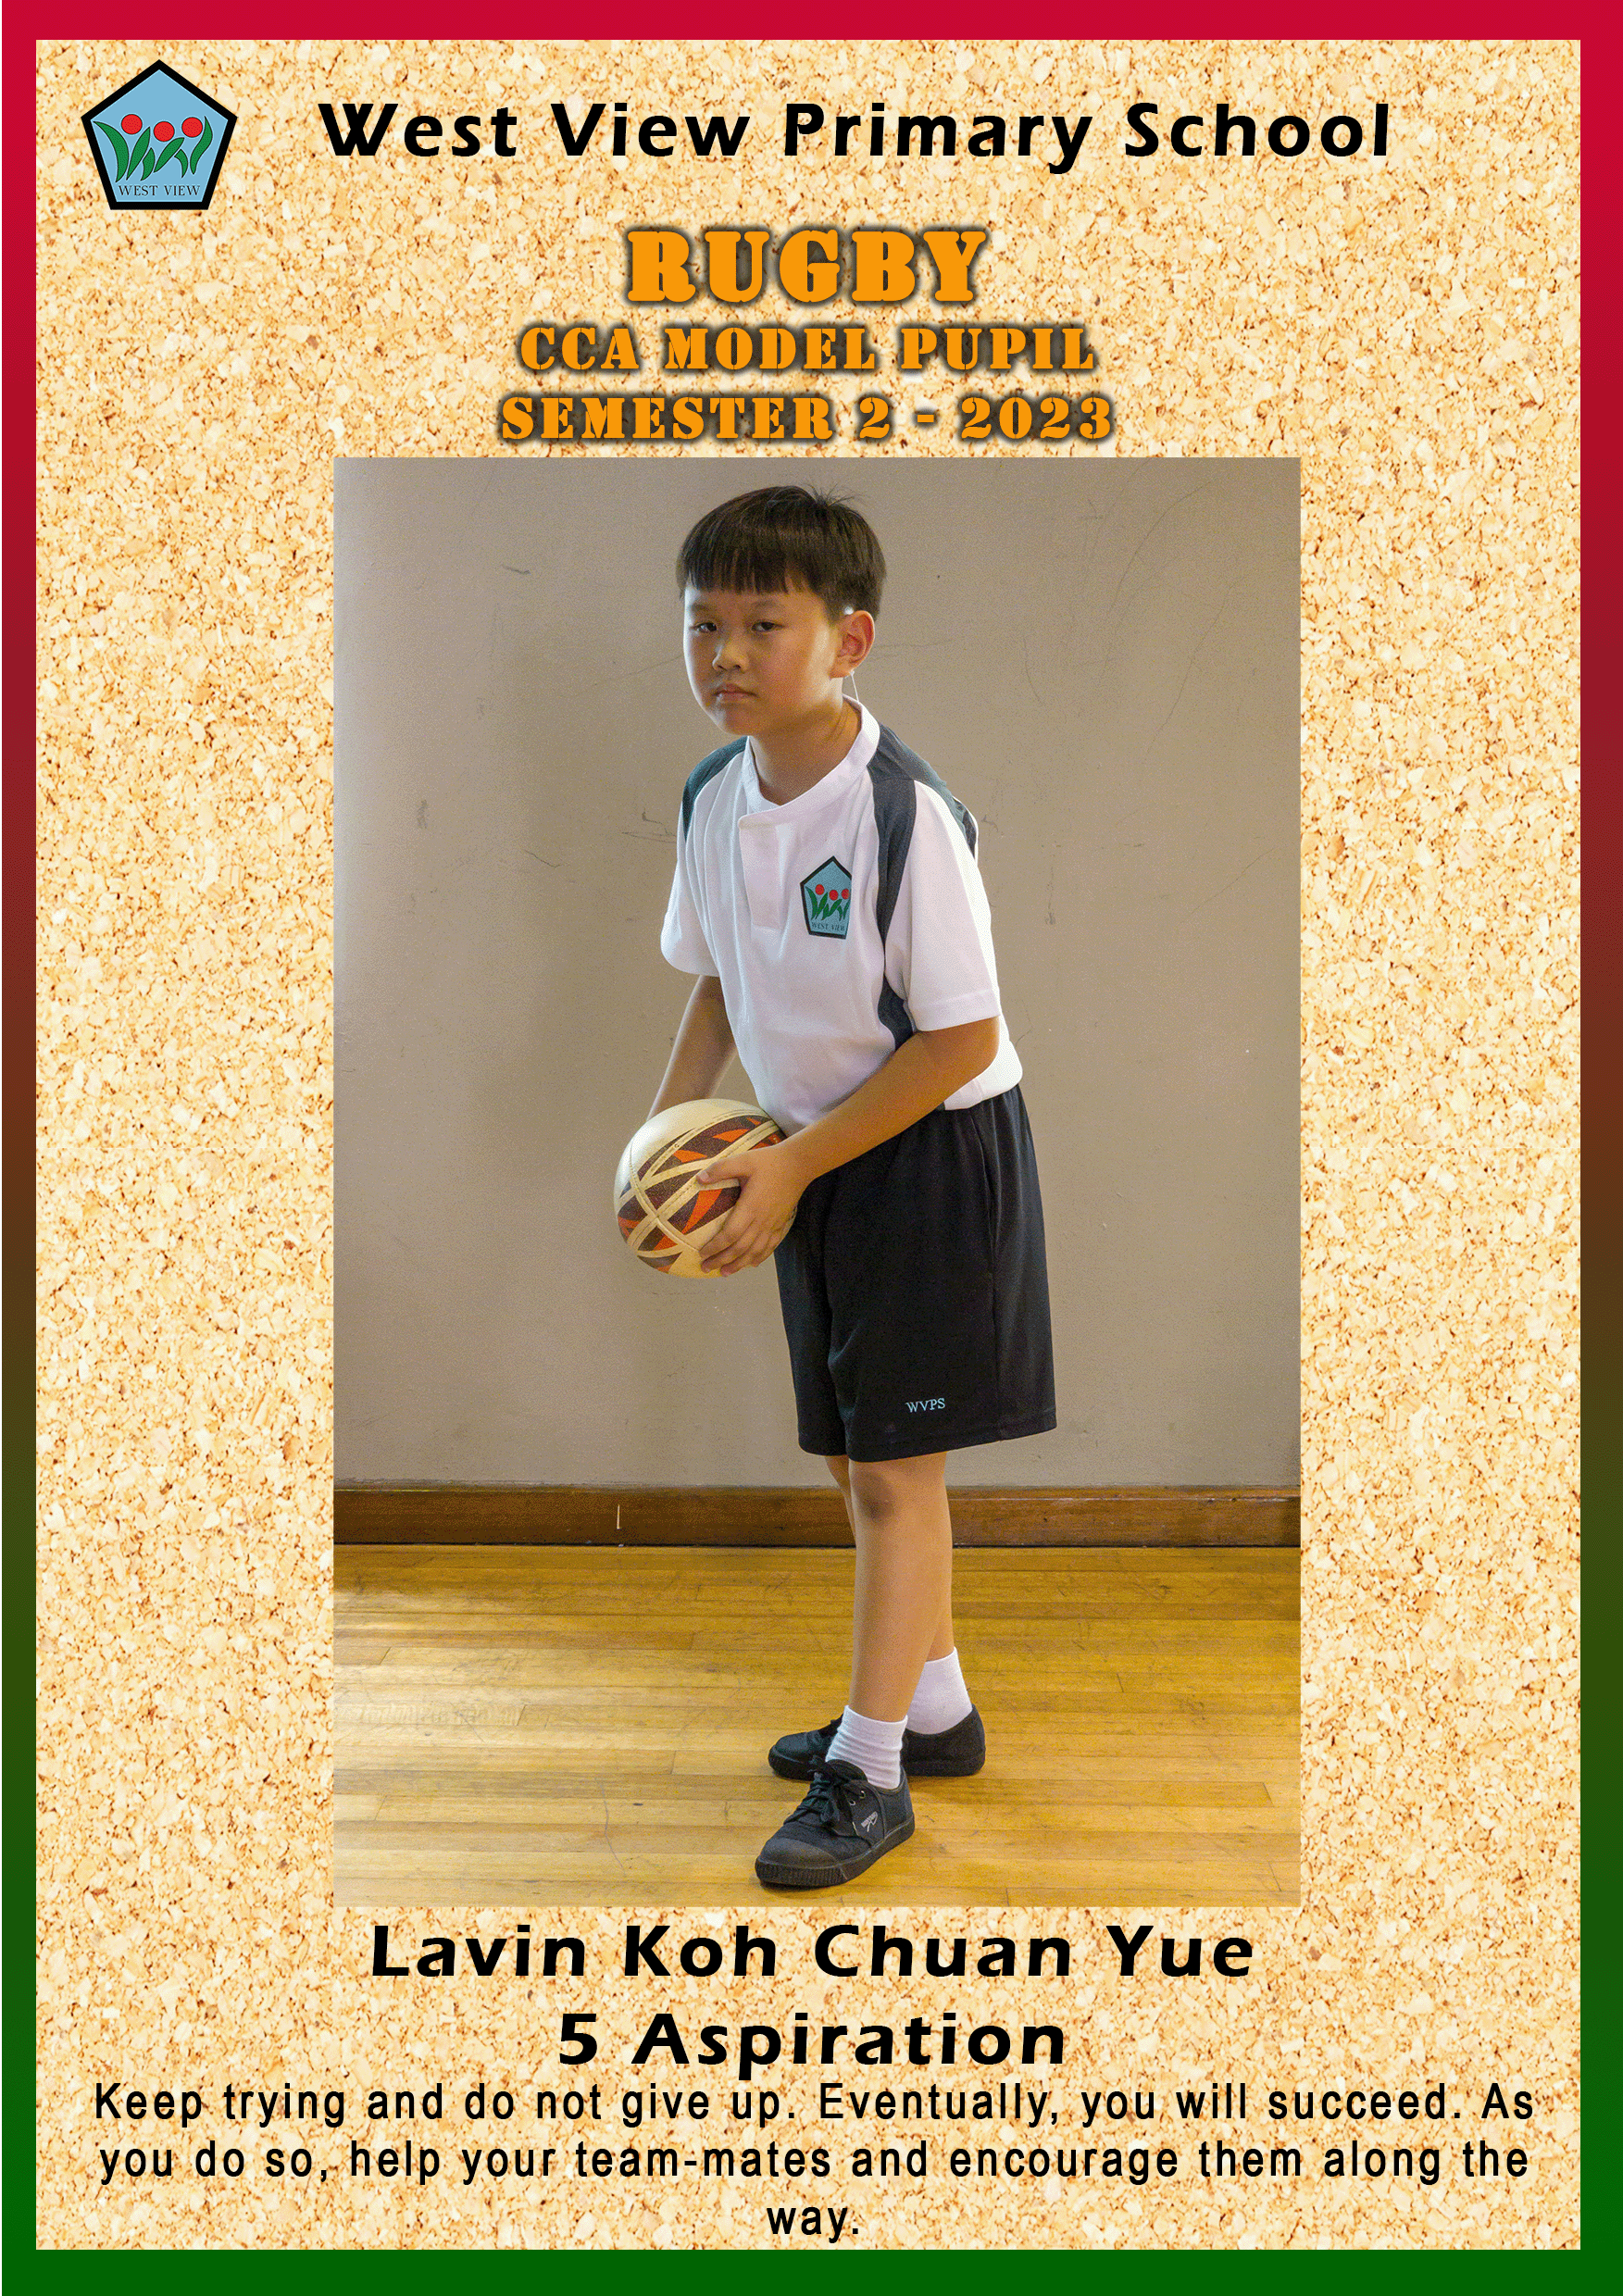 West View Primary School
WEST VIEW
RUGBY
CCA MODEL PUPIL
SEMESTER 2 - 2023
WEST VIEW
WVPS
Lavin Koh Chuan Yue
5 Aspiration
Keep trying and do not give up. Eventually, you will succeed. As
you do so, help your team-mates and encourage them along the
way.